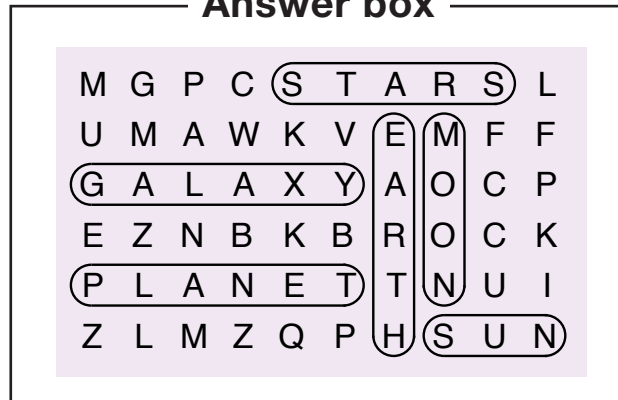 Answer box
M G P C S T A R S L
U M A W K V E M F F
G A L A X Y A O C P
E Z N B K B R O C K
P L A N E T T N U I
Z L M Z Q P H S U N